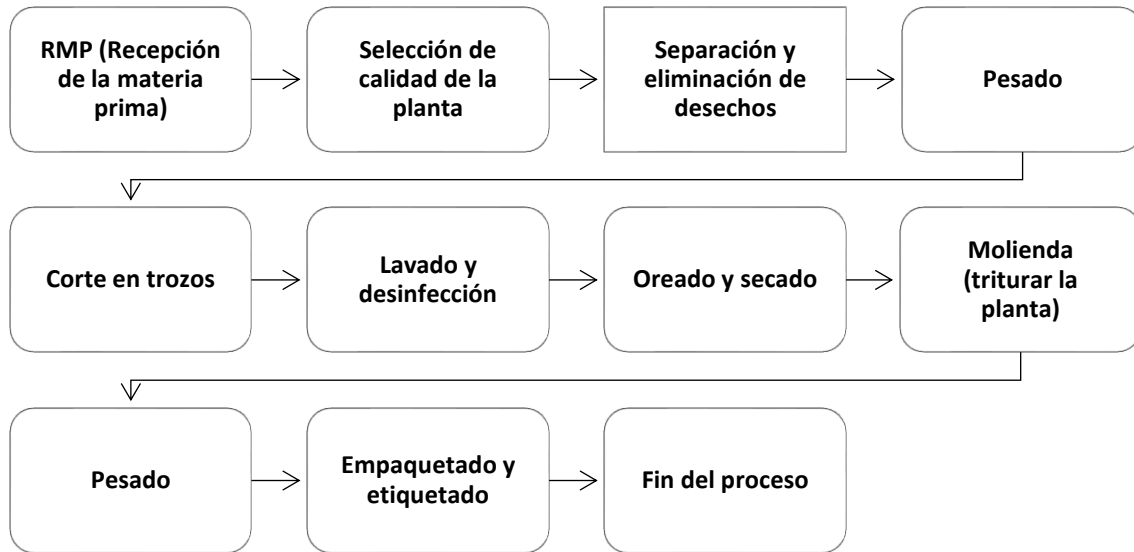 RMP (Recepción
de la materia
prima)
Selección de
calidad de la
planta
Separación y
eliminación de
desechos
Pesado
Corte en trozos
Lavado y
desinfección
Oreado y secado
Molienda
(triturar la
planta)
Pesado
Empaquetado y
etiquetado
Fin del proceso